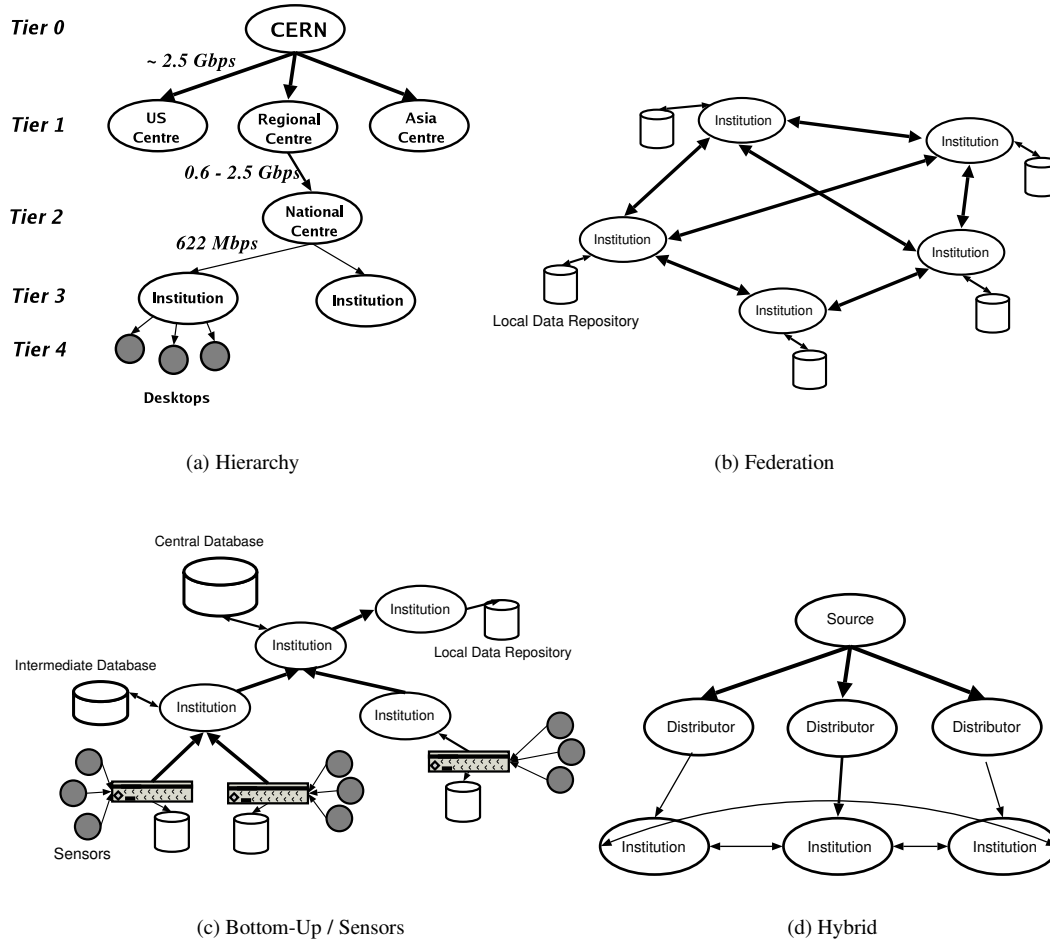 Tier 0
CERN
~ 2.5 Gbps
Tier 1
US
Centre
Regional
Centre
Asia
Centre
0.6 - 2.5Gbps
Tier 2
National
Centre
622 Mbps
Tier 3
Institution
Institution
Tier 4
Desktops
(a) Hierarchy
Institution
Institution
Institution
Institution
Institution
Local Data Repository
(b) Federation
Central Database
Institution
Institution
Local Data Repository
Intermediate Database
Institution
Institution
Sensors
(c) Bottom-Up / Sensors
Source
Distributor
Distributor
Distributor
Institution
Institution
Institution
(d) Hybrid